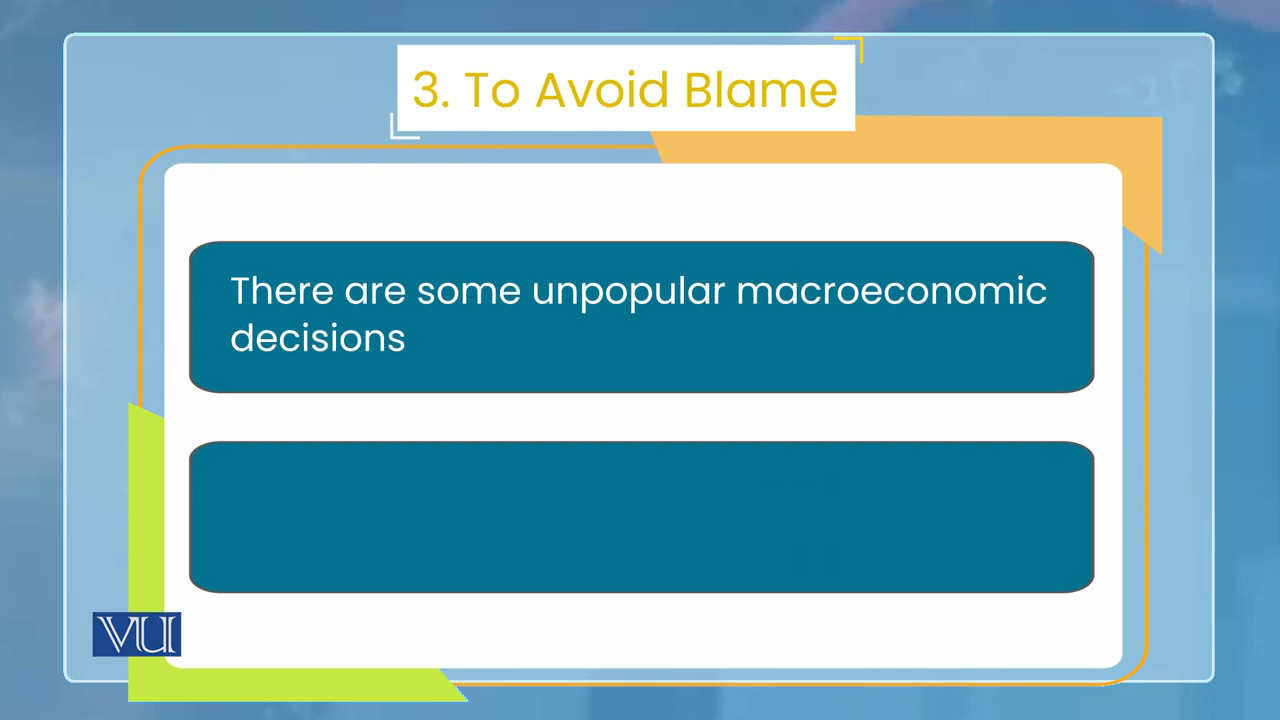 3. To Avoid Blame
There are some unpopular macroeconomic
decisions
VU